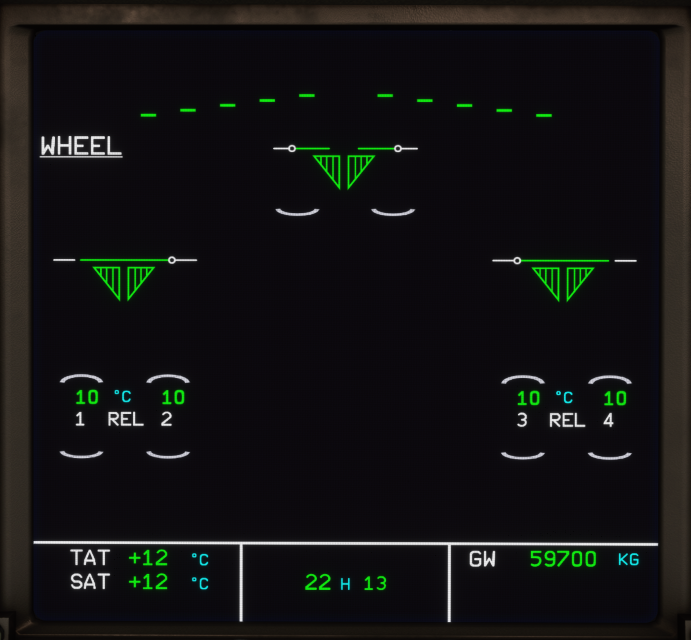 WHEEL
10 °C 10
1 REL 2
10 °C 10
3 REL 4
TAT +12 °C
SAT +12 °C
22 H 13
GW 59700 KG